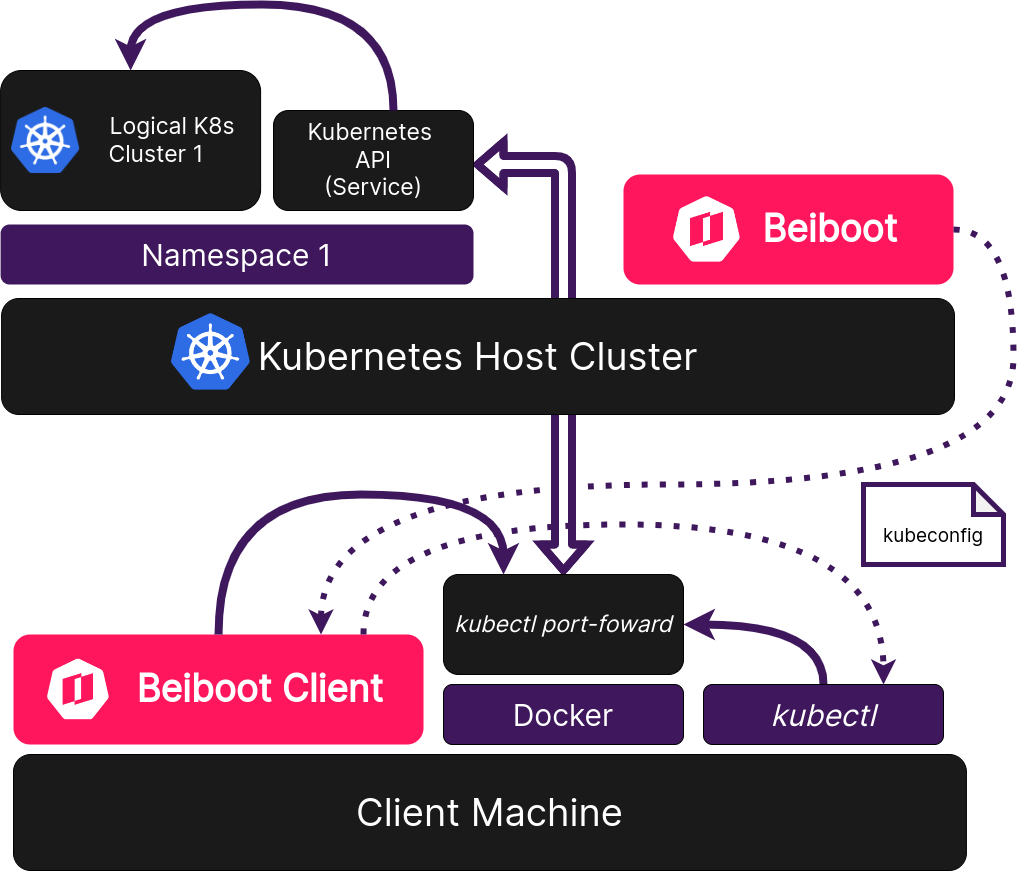 Logical K8s
Cluster 1
Kubernetes
API
(Service)
Beiboot
Namespace 1
Kubernetes Host Cluster
kubeconfig
kubectl port-foward
Beiboot Client
Docker
kubectl
Client Machine